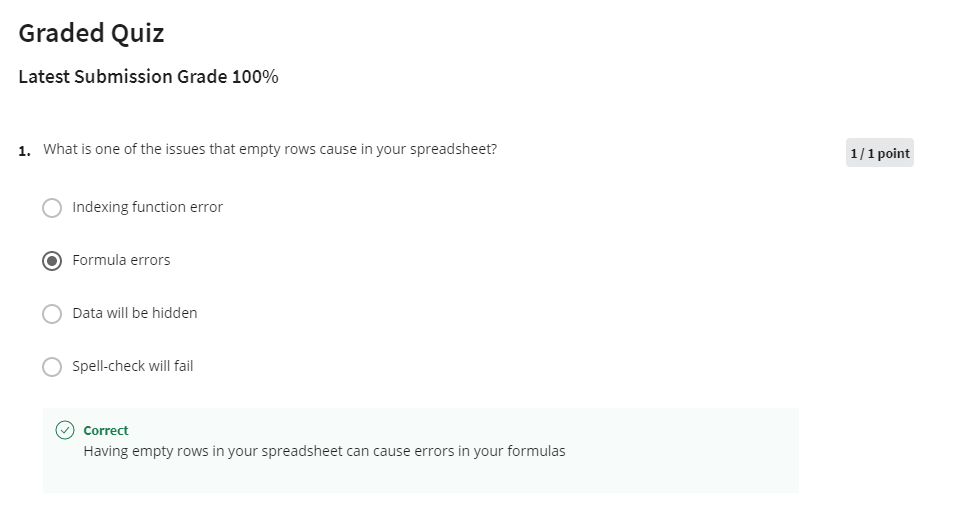 Graded Quiz
Latest Submission Grade 100%
1. What is one of the issues that empty rows cause in your spreadsheet?
1 / 1 point
Indexing function error
Formula errors
Data will be hidden
Spell-check will fail
Correct
Having empty rows in your spreadsheet can cause errors in your formulas